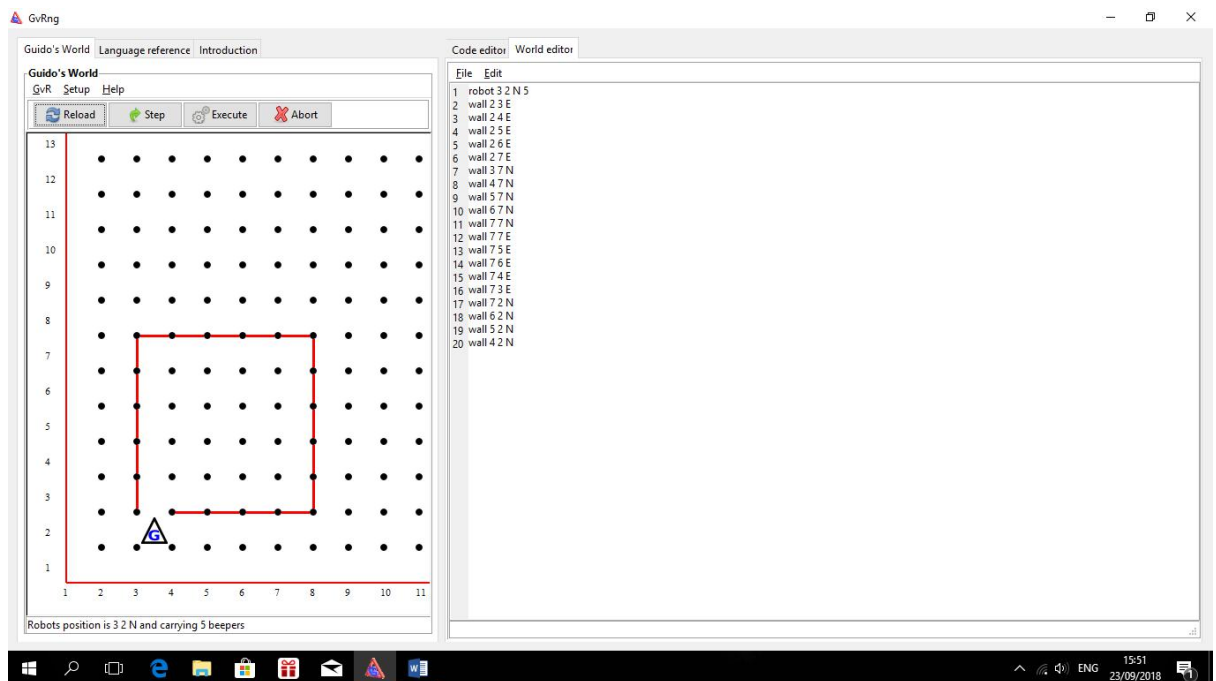 GvRng
Guido's World Language reference Introduction
Guido's World
GvR Setup Help
Reload Step Execute Abort
13
12
11
10
9
8
7
6
5
4
3
2
1
G
1 2 3 4 5 6 7 8 9 10 11
Robots position is 3 2 N and carrying 5 beepers
Code editor World editor
File Edit
1 robot 3 2 N 5
2 wall 2 3 E
3 wall 2 4 E
4 wall 2 5 E
5 wall 2 6 E
6 wall 2 7 E
7 wall 3 7 N
8 wall 4 7 N
9 wall 5 7 N
10 wall 6 7 N
11 wall 7 7 N
12 wall 7 7 E
13 wall 7 5 E
14 wall 7 6 E
15 wall 7 4 E
16 wall 7 3 E
17 wall 7 2 N
18 wall 6 2 N
19 wall 5 2 N
20 wall 4 2 N
ENG
15:51
23/09/2018